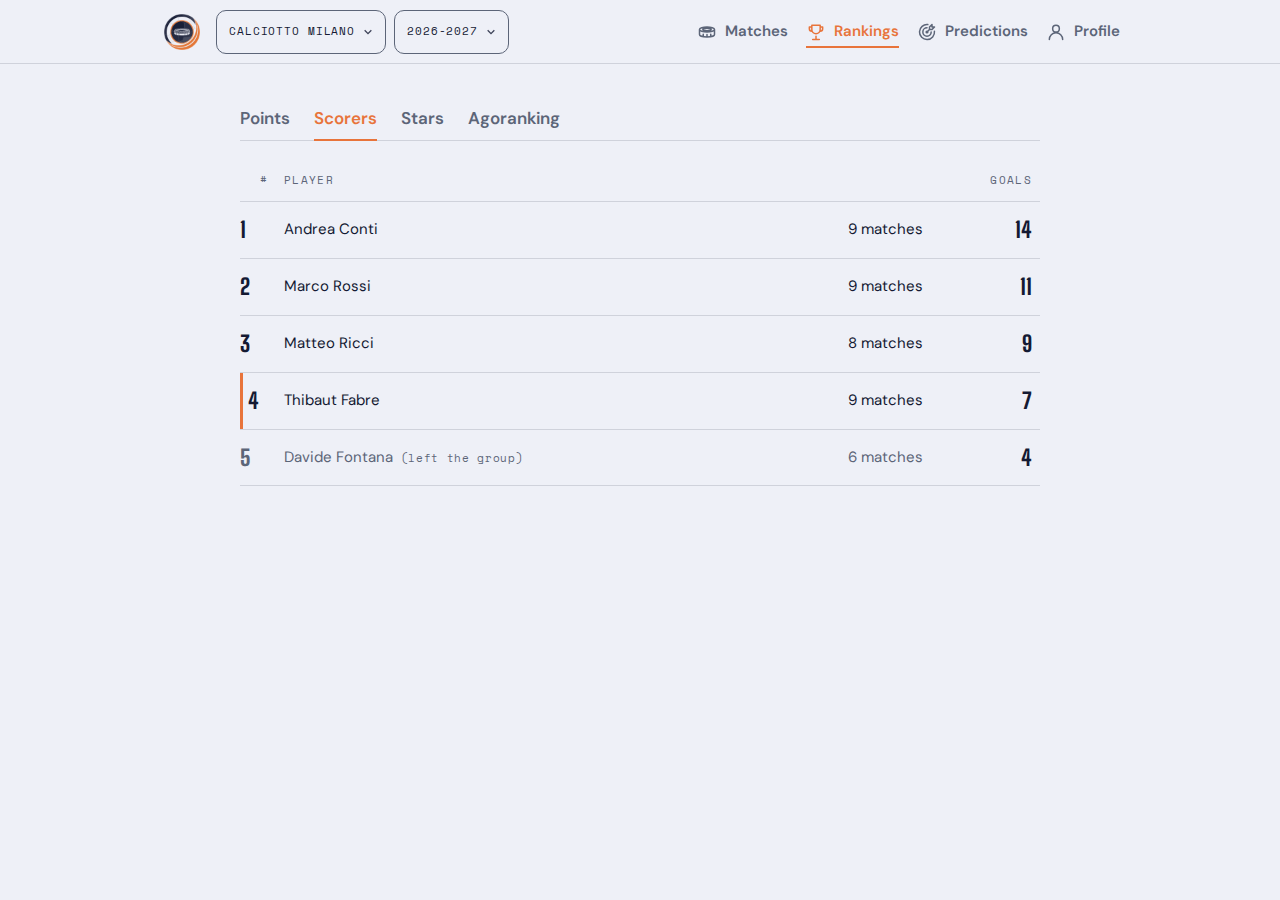 CALCIOTTO MILANO 2026-2027 Matches Rankings Predictions Profile
Points Scorers Stars Agoranking
# PLAYER GOALS
1 Andrea Conti 9 matches 14
2 Marco Rossi 9 matches 11
3 Matteo Ricci 8 matches 9
4 Thibaut Fabre 9 matches 7
5 Davide Fontana (left the group) 6 matches 4